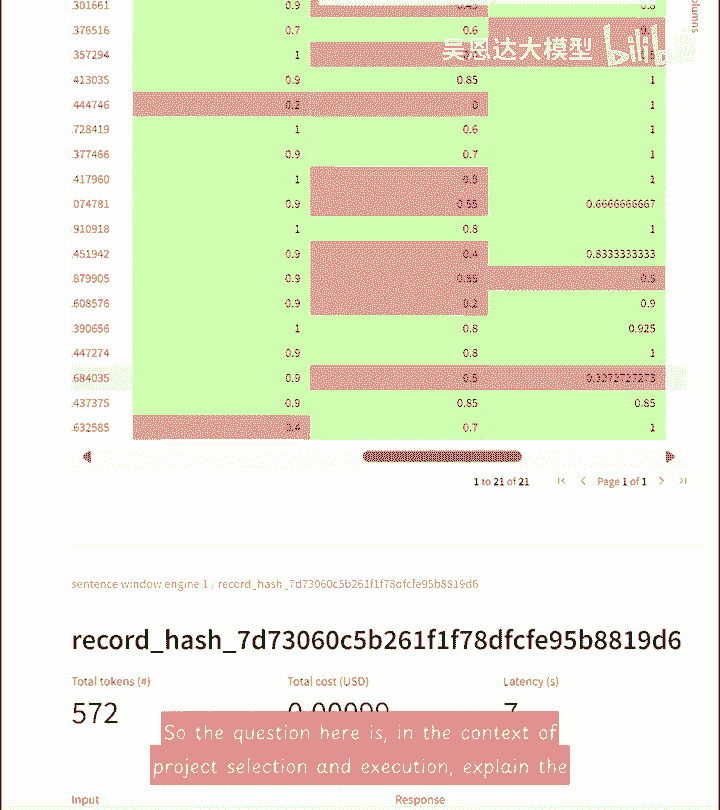 301661 0.9 0.45 0.8
376516 0.7 0.6
357294 1
吴恩达大模型 bilibili
413035 0.9 0.85 1
444746 0.2 0 1
728419 1 0.6 1
377466 0.9 0.7 1
417960 1 0.5 1
074781 0.9 0.55 0.6666666667
910918 1 0.8 1
451942 0.9 0.4 0.8333333333
879905 0.9 0.55 0.5
608576 0.9 0.2 0.9
390656 1 0.8 0.925
447274 0.9 0.8 1
684035 0.9 0.5 0.3272727273
437375 0.9 0.85 0.85
632585 0.4 0.7 1
1 to 21 of 21 Page 1 of 1
sentence window engine 1 / record_hash_7d73060c5b261f1f78dfcfe95b8819d6
record_hash_7d73060c5b261f1f78dfcfe95b8819d6
Total tokens (#) Total cost (USD) Latency (s)
572 0.00099 7
So the question here is, in the context of
project selection and execution, explain the
Input Response